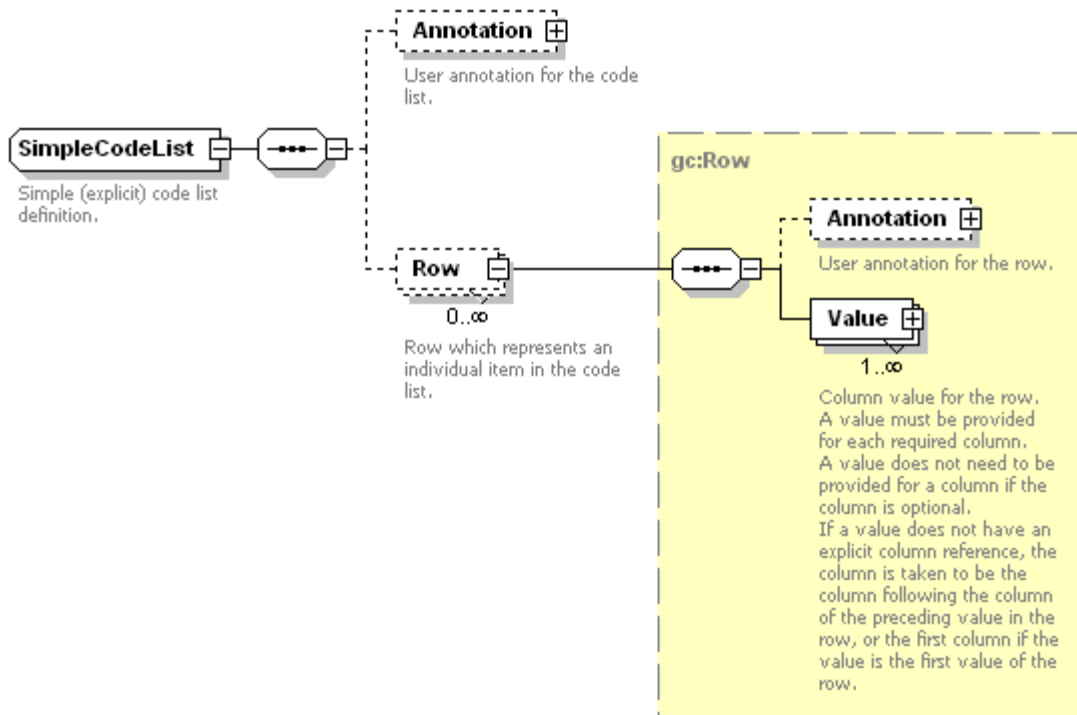 Annotation
User annotation for the code
list.
SimpleCodeList
Simple (explicit) code list
definition.
Row
0..∞
Row which represents an
individual item in the code
list.
gc:Row
Annotation
User annotation for the row.
Value
1..∞
Column value for the row.
A value must be provided
for each required column.
A value does not need to be
provided for a column if the
column is optional.
If a value does not have an
explicit column reference, the
column is taken to be the
column following the column
of the preceding value in the
row, or the first column if the
value is the first value of the
row.